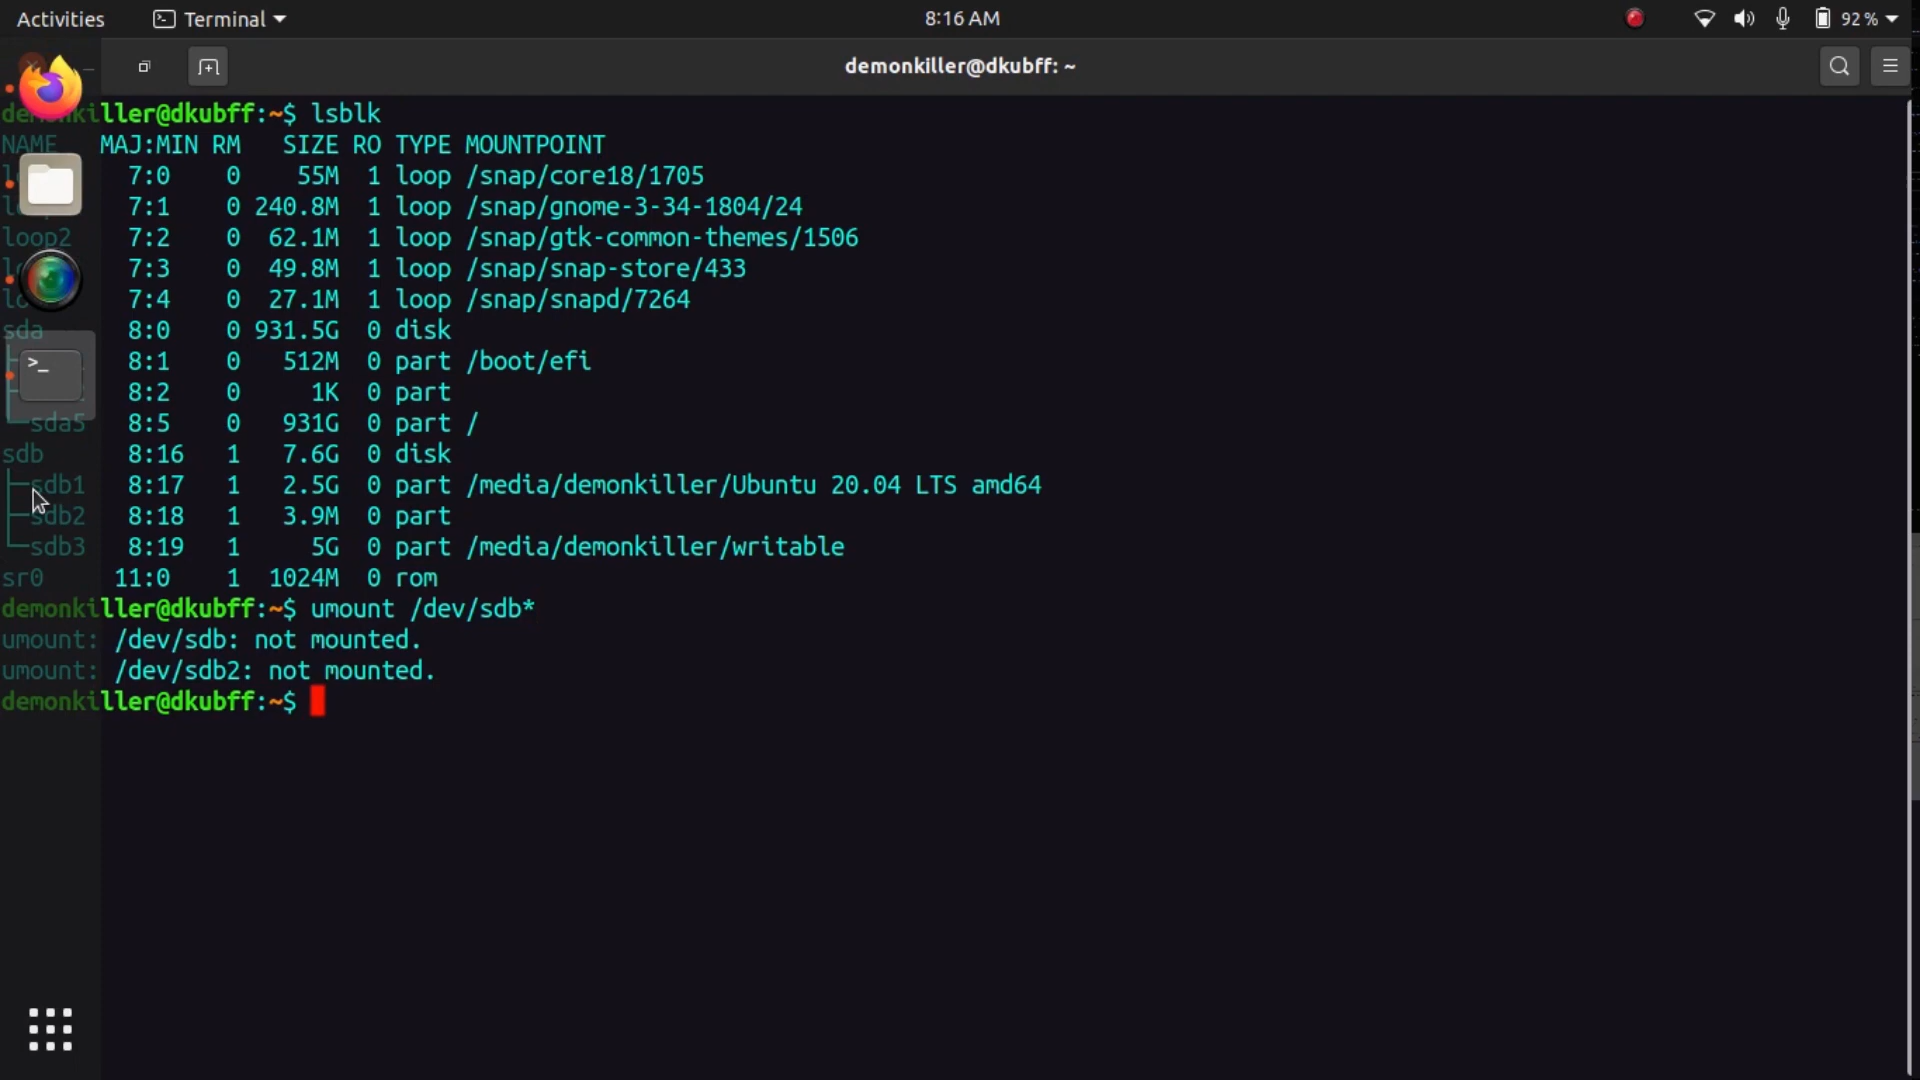 Activities Terminal 8:16 AM 92 %
demonkiller@dkubff: ~
demonkiller@dkubff:~$ lsblk
NAME MAJ:MIN RM SIZE RO TYPE MOUNTPOINT
7:0 0 55M 1 loop /snap/core18/1705
7:1 0 240.8M 1 loop /snap/gnome-3-34-1804/24
loop2 7:2 0 62.1M 1 loop /snap/gtk-common-themes/1506
7:3 0 49.8M 1 loop /snap/snap-store/433
7:4 0 27.1M 1 loop /snap/snapd/7264
sda 8:0 0 931.5G 0 disk
8:1 0 512M 0 part /boot/efi
8:2 0 1K 0 part
└─sda5 8:5 0 931G 0 part /
sdb 8:16 1 7.6G 0 disk
├─sdb1 8:17 1 2.5G 0 part /media/demonkiller/Ubuntu 20.04 LTS amd64
├─sdb2 8:18 1 3.9M 0 part
└─sdb3 8:19 1 5G 0 part /media/demonkiller/writable
sr0 11:0 1 1024M 0 rom
demonkiller@dkubff:~$ umount /dev/sdb*
umount: /dev/sdb: not mounted.
umount: /dev/sdb2: not mounted.
demonkiller@dkubff:~$